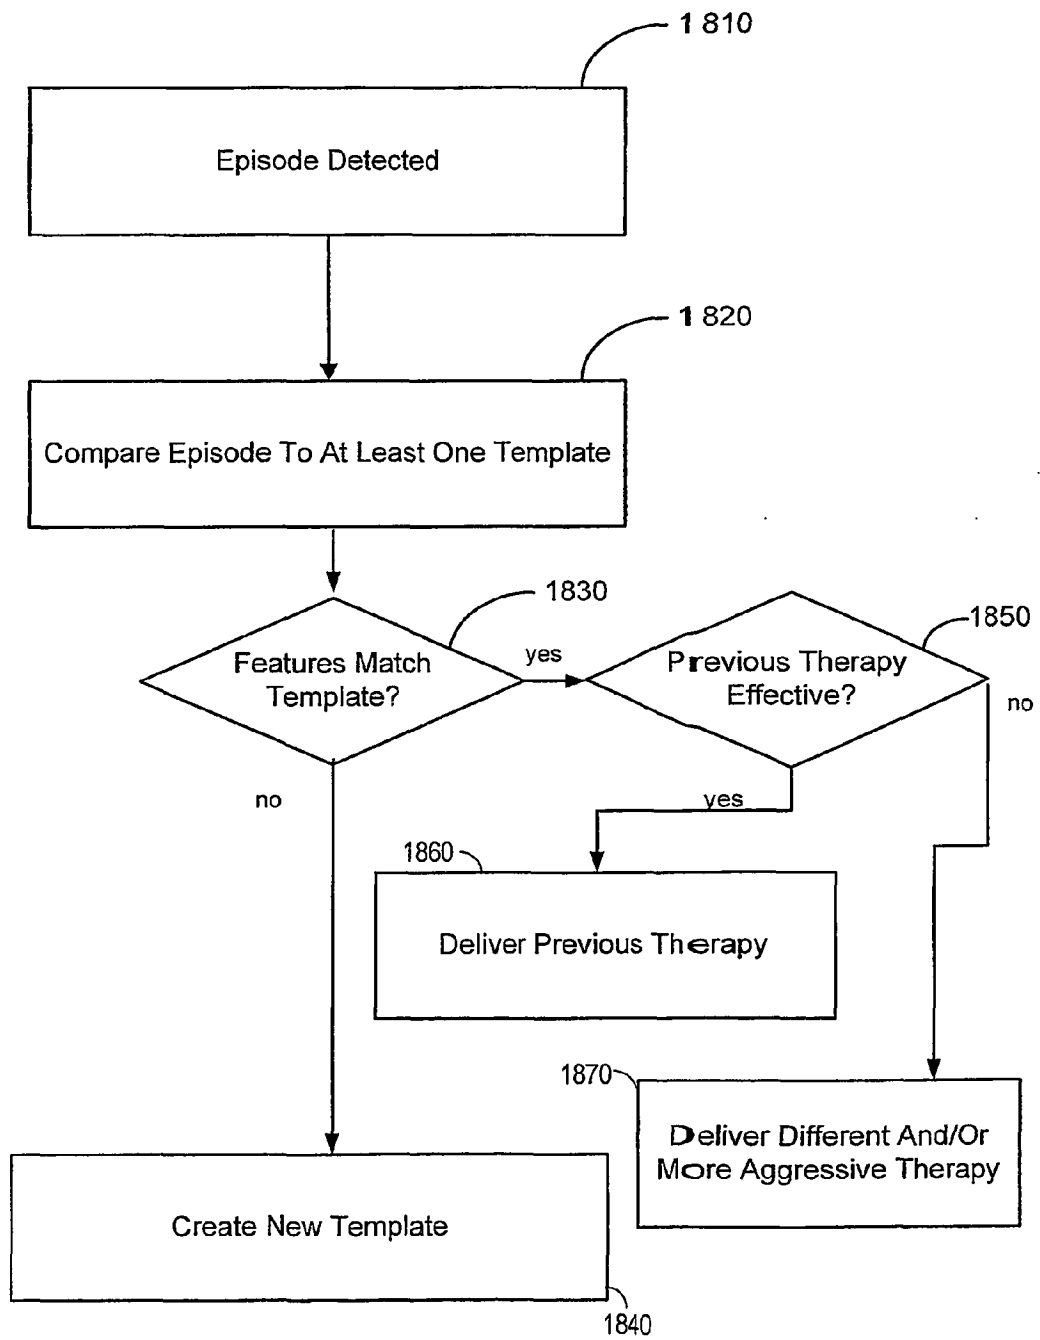 1810
Episode Detected
1820
Compare Episode To At Least One Template
1830
Features Match
Template?
yes
1850
Previous Therapy
Effective?
no
no
yes
1860
Deliver Previous Therapy
1870
Deliver Different And/Or
More Aggressive Therapy
Create New Template
1840